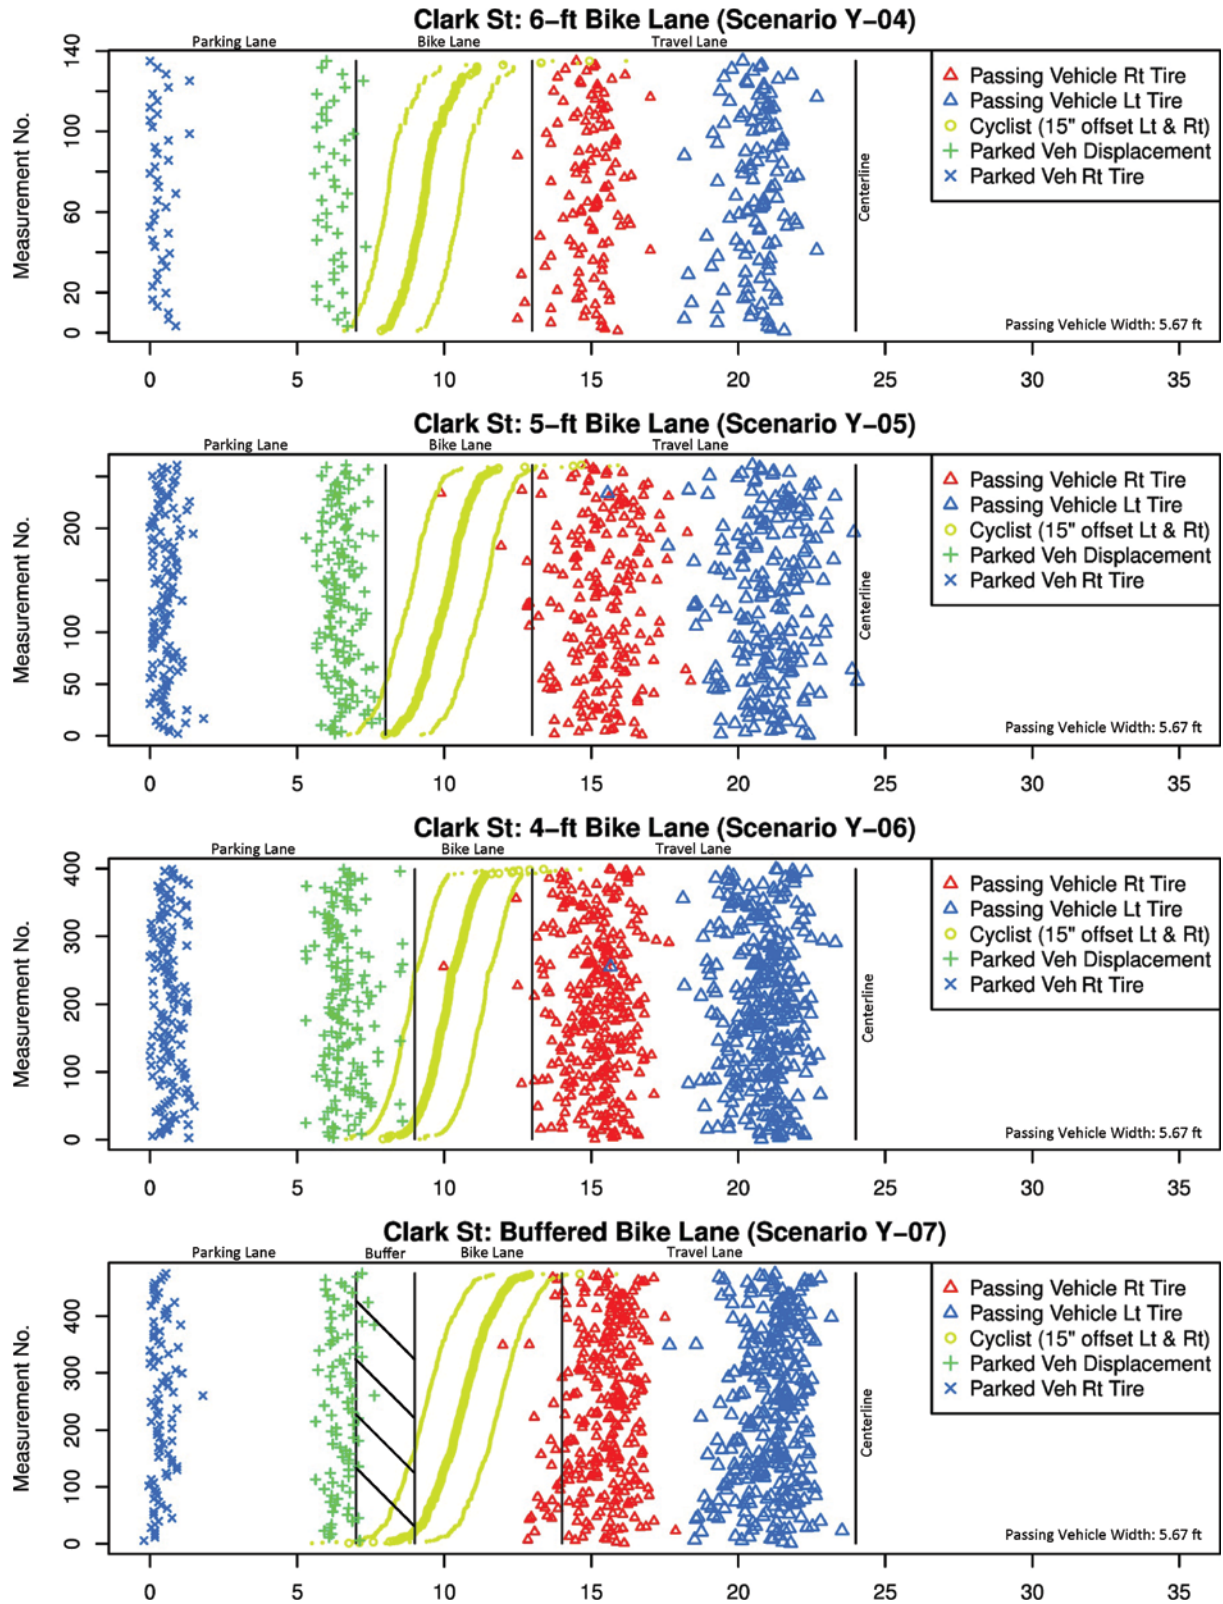 Clark St: 6-ft Bike Lane (Scenario Y-04)
Parking Lane Bike Lane Travel Lane
Measurement No.
140
100
60
20
0
Centerline
Passing Vehicle Rt Tire
Passing Vehicle Lt Tire
Cyclist (15" offset Lt & Rt)
Parked Veh Displacement
Parked Veh Rt Tire
Passing Vehicle Width: 5.67 ft
0 5 10 15 20 25 30 35
Clark St: 5-ft Bike Lane (Scenario Y-05)
Parking Lane Bike Lane Travel Lane
Measurement No.
200
100
50
0
Centerline
Passing Vehicle Rt Tire
Passing Vehicle Lt Tire
Cyclist (15" offset Lt & Rt)
Parked Veh Displacement
Parked Veh Rt Tire
Passing Vehicle Width: 5.67 ft
0 5 10 15 20 25 30 35
Clark St: 4-ft Bike Lane (Scenario Y-06)
Parking Lane Bike Lane Travel Lane
Measurement No.
400
300
200
100
0
Centerline
Passing Vehicle Rt Tire
Passing Vehicle Lt Tire
Cyclist (15" offset Lt & Rt)
Parked Veh Displacement
Parked Veh Rt Tire
Passing Vehicle Width: 5.67 ft
0 5 10 15 20 25 30 35
Clark St: Buffered Bike Lane (Scenario Y-07)
Parking Lane Buffer Bike Lane Travel Lane
Measurement No.
400
300
200
100
0
Centerline
Passing Vehicle Rt Tire
Passing Vehicle Lt Tire
Cyclist (15" offset Lt & Rt)
Parked Veh Displacement
Parked Veh Rt Tire
Passing Vehicle Width: 5.67 ft
0 5 10 15 20 25 30 35